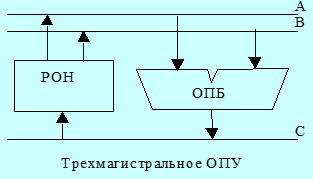 А
В
РОН
ОПБ
С
Трехмагистральное ОПУ